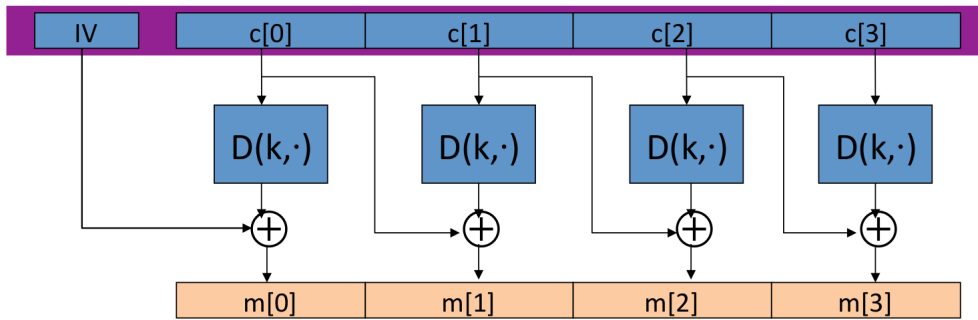 IV c[0] c[1] c[2] c[3]
D(k,·) D(k,·) D(k,·) D(k,·)
m[0] m[1] m[2] m[3]